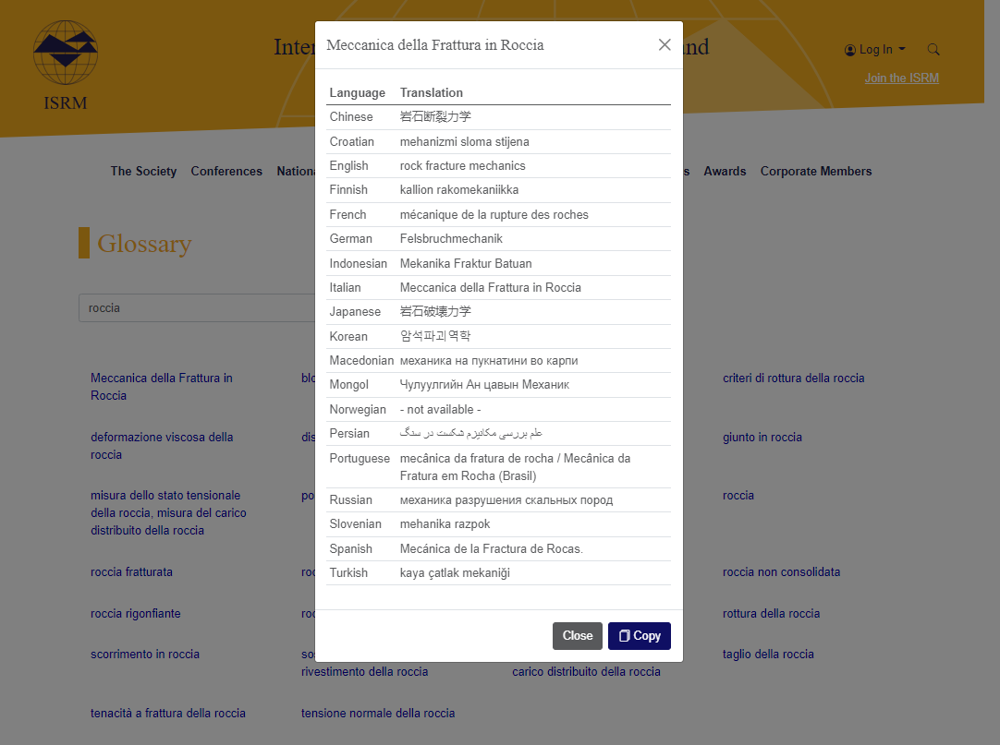 ISRM
Inter
and
Log In
Join the ISRM
The Society Conferences Nationa
s Awards Corporate Members
Glossary
roccia
Meccanica della Frattura in Roccia
Language Translation
Chinese 岩石断裂力学
Croatian mehanizmi sloma stijena
English rock fracture mechanics
Finnish kallion rakomekaniikka
French mécanique de la rupture des roches
German Felsbruchmechanik
Indonesian Mekanika Fraktur Batuan
Italian Meccanica della Frattura in Roccia
Japanese 岩石破壊力学
Korean 암석파괴역학
Macedonian механика на пукнатини во карпи
Mongol Чулуулгийн Ан цавын Механик
Norwegian - not available -
Persian علم بررسی مکانیزم شکست در سنگ
Portuguese mecânica da fratura de rocha / Mecânica da
Fratura em Rocha (Brasil)
Russian механика разрушения скальных пород
Slovenian mehanika razpok
Spanish Mecánica de la Fractura de Rocas.
Turkish kaya çatlak mekaniği
Close Copy
Meccanica della Frattura in
Roccia
criteri di rottura della roccia
deformazione viscosa della
roccia
giunto in roccia
misura dello stato tensionale
della roccia, misura del carico
distribuito della roccia
po
roccia
roccia fratturata
roccia non consolidata
roccia rigonfiante
rottura della roccia
scorrimento in roccia
rivestimento della roccia
carico distribuito della roccia
taglio della roccia
tenacità a frattura della roccia
tensione normale della roccia